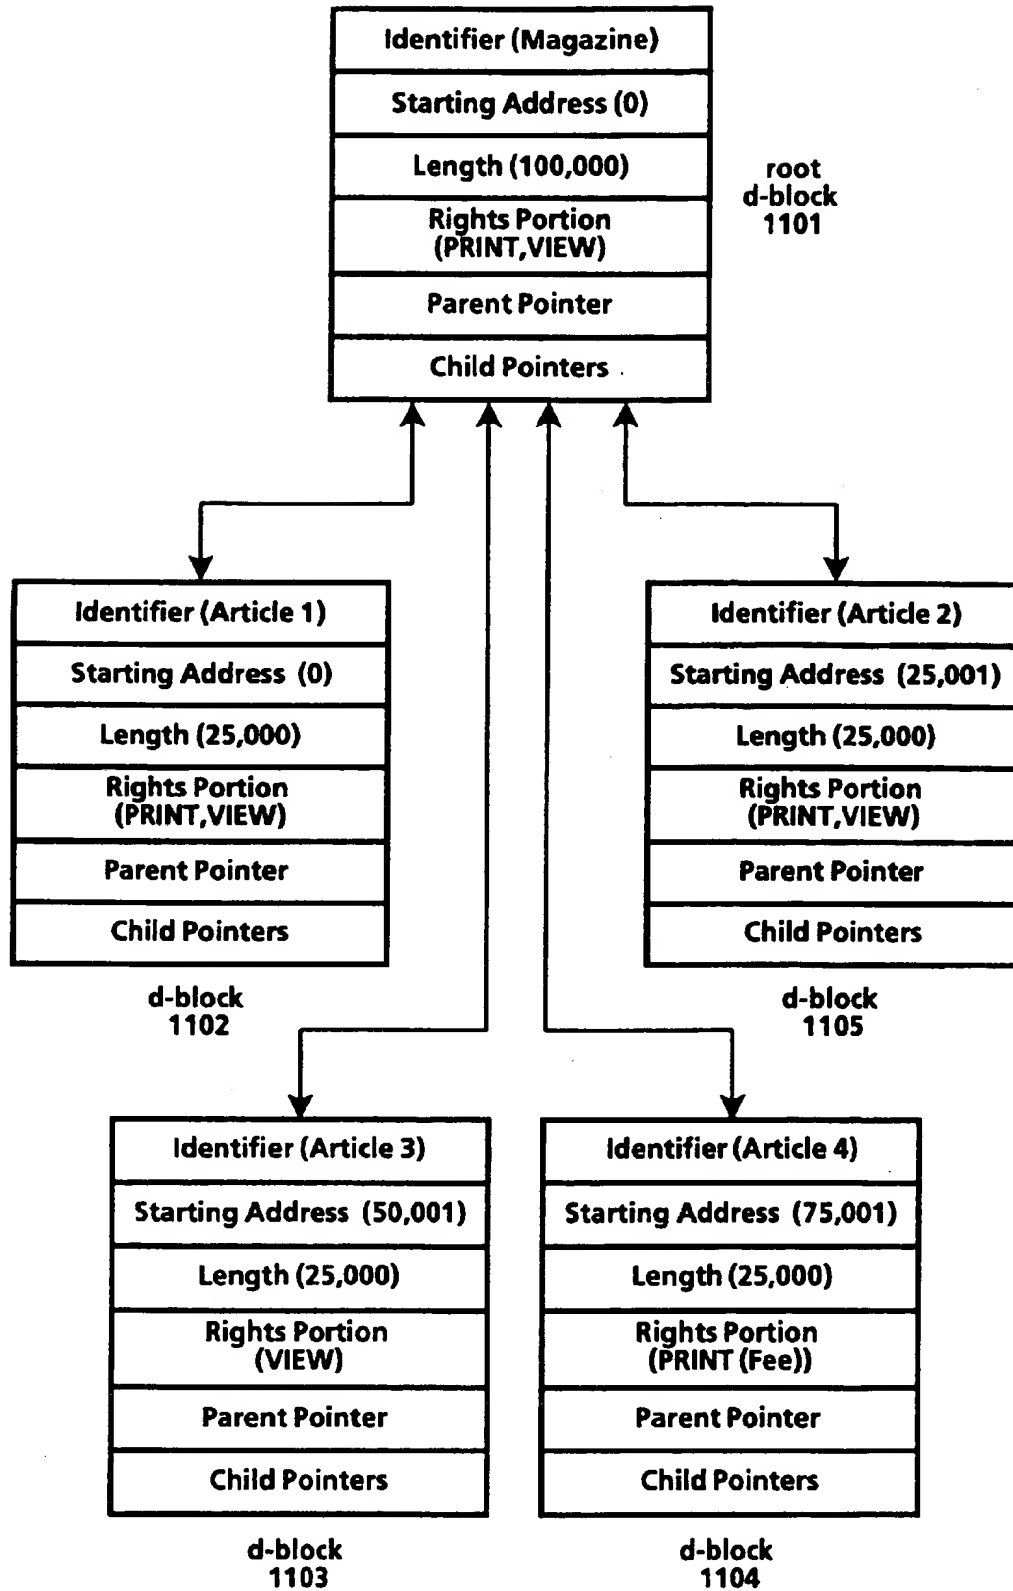 Identifier (Magazine)
Starting Address (0)
Length (100,000)
Rights Portion
(PRINT,VIEW)
Parent Pointer
Child Pointers
root
d-block
1101
Identifier (Article 1)
Starting Address (0)
Length (25,000)
Rights Portion
(PRINT,VIEW)
Parent Pointer
Child Pointers
d-block
1102
Identifier (Article 2)
Starting Address (25,001)
Length (25,000)
Rights Portion
(PRINT,VIEW)
Parent Pointer
Child Pointers
d-block
1105
Identifier (Article 3)
Starting Address (50,001)
Length (25,000)
Rights Portion
(VIEW)
Parent Pointer
Child Pointers
d-block
1103
Identifier (Article 4)
Starting Address (75,001)
Length (25,000)
Rights Portion
(PRINT (Fee))
Parent Pointer
Child Pointers
d-block
1104